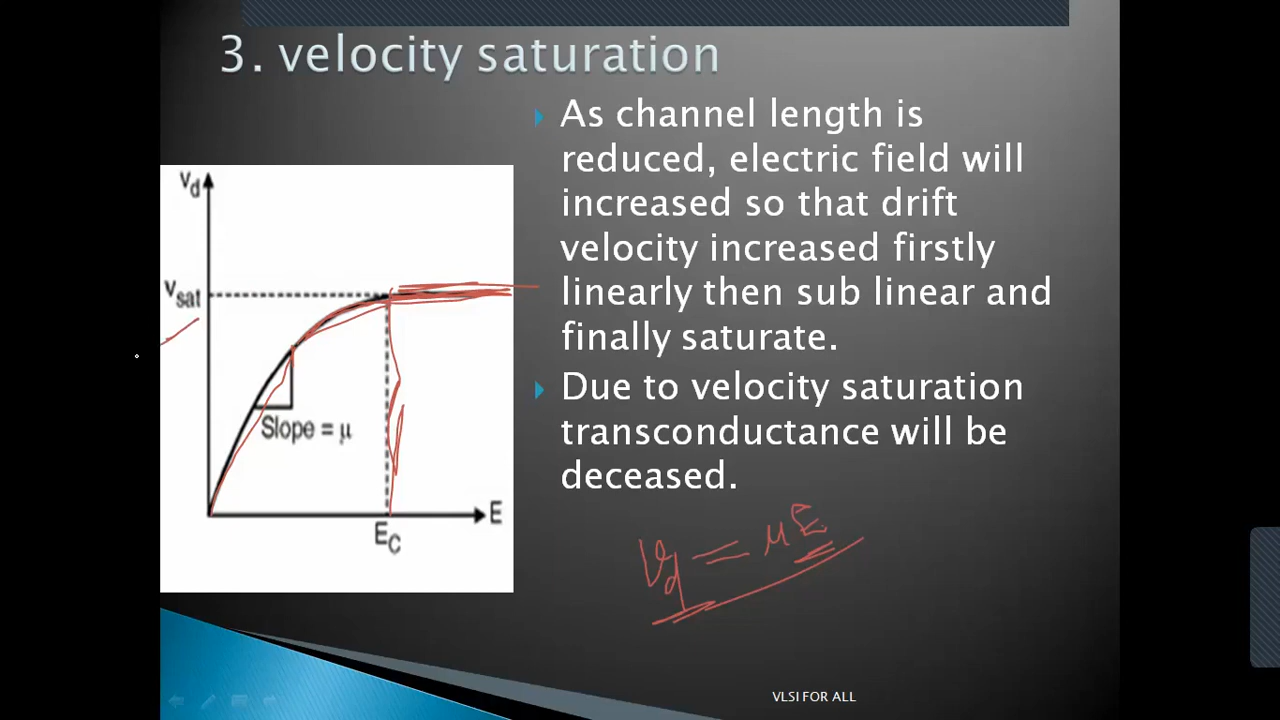 3. velocity saturation
As channel length is
reduced, electric field will
increased so that drift
velocity increased firstly
linearly then sub linear and
finally saturate.
Due to velocity saturation
transconductance will be
deceased.
vd
vsat
Slope = μ
E
EC
vd = μE
VLSI FOR ALL